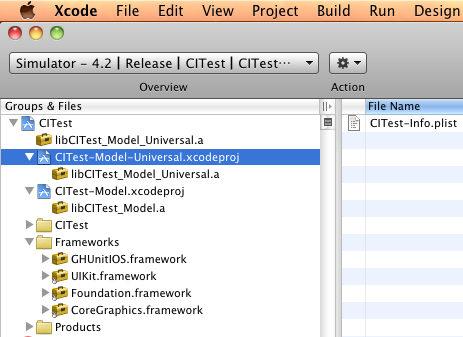 Xcode File Edit View Project Build Run Design
Simulator – 4.2 | Release | CITest | CITest···
Overview Action
Groups & Files
File Name
CITest
CITest-Info.plist
libCITest_Model_Universal.a
CITest-Model-Universal.xcodeproj
libCITest_Model_Universal.a
CITest-Model.xcodeproj
libCITest_Model.a
CITest
Frameworks
GHUnitIOS.framework
UIKit.framework
Foundation.framework
CoreGraphics.framework
Products